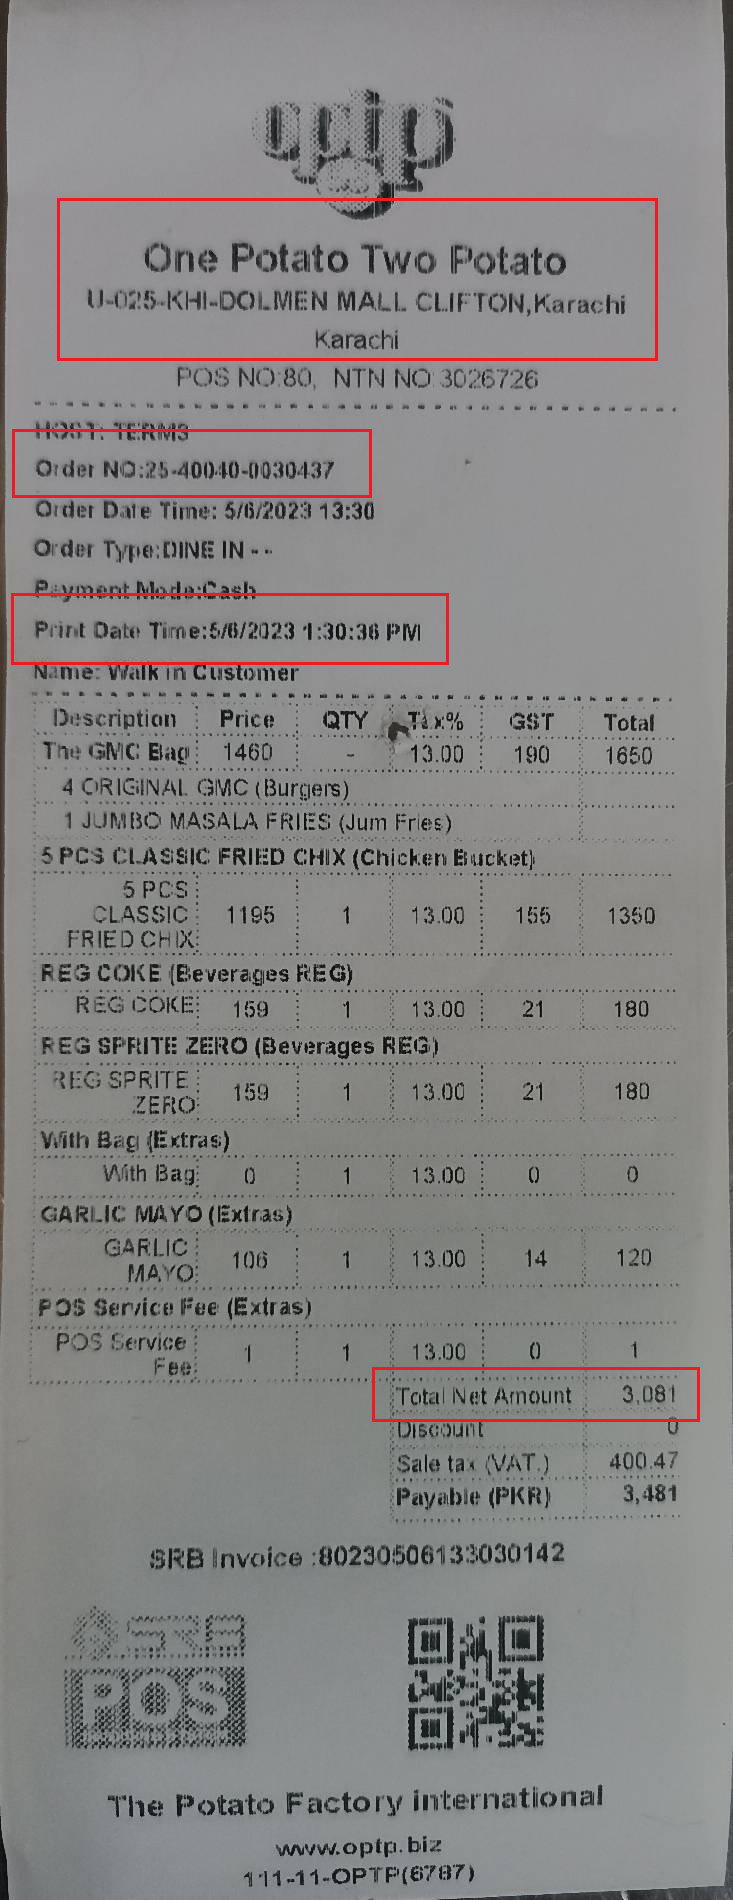 optp
One Potato Two Potato
U-025-KHI-DOLMEN MALL CLIFTON,Karachi
Karachi
POS NO:80, NTN NO:3026726
HOST: TERM3
Order NO:25-40040-0030437
Order Date Time: 5/6/2023 13:30
Order Type:DINE IN - -
Payment Mode:Cash
Print Date Time:5/6/2023 1:30:36 PM
Name: Walk in Customer
Description Price QTY Tax% GST Total
The GMC Bag 1460 - 13.00 190 1650
4 ORIGINAL GMC (Burgers)
1 JUMBO MASALA FRIES (Jum Fries)
5 PCS CLASSIC FRIED CHIX (Chicken Bucket)
5 PCS
CLASSIC 1195 1 13.00 155 1350
FRIED CHIX
REG COKE (Beverages REG)
REG COKE 159 1 13.00 21 180
REG SPRITE ZERO (Beverages REG)
REG SPRITE
ZERO 159 1 13.00 21 180
With Bag (Extras)
With Bag 0 1 13.00 0 0
GARLIC MAYO (Extras)
GARLIC
MAYO 106 1 13.00 14 120
POS Service Fee (Extras)
POS Service
Fee 1 1 13.00 0 1
Total Net Amount 3,081
Discount 0
Sale tax (VAT.) 400.47
Payable (PKR) 3,481
SRB Invoice :80230506133030142
SRB
POS
The Potato Factory international
www.optp.biz
111-11-OPTP(6787)